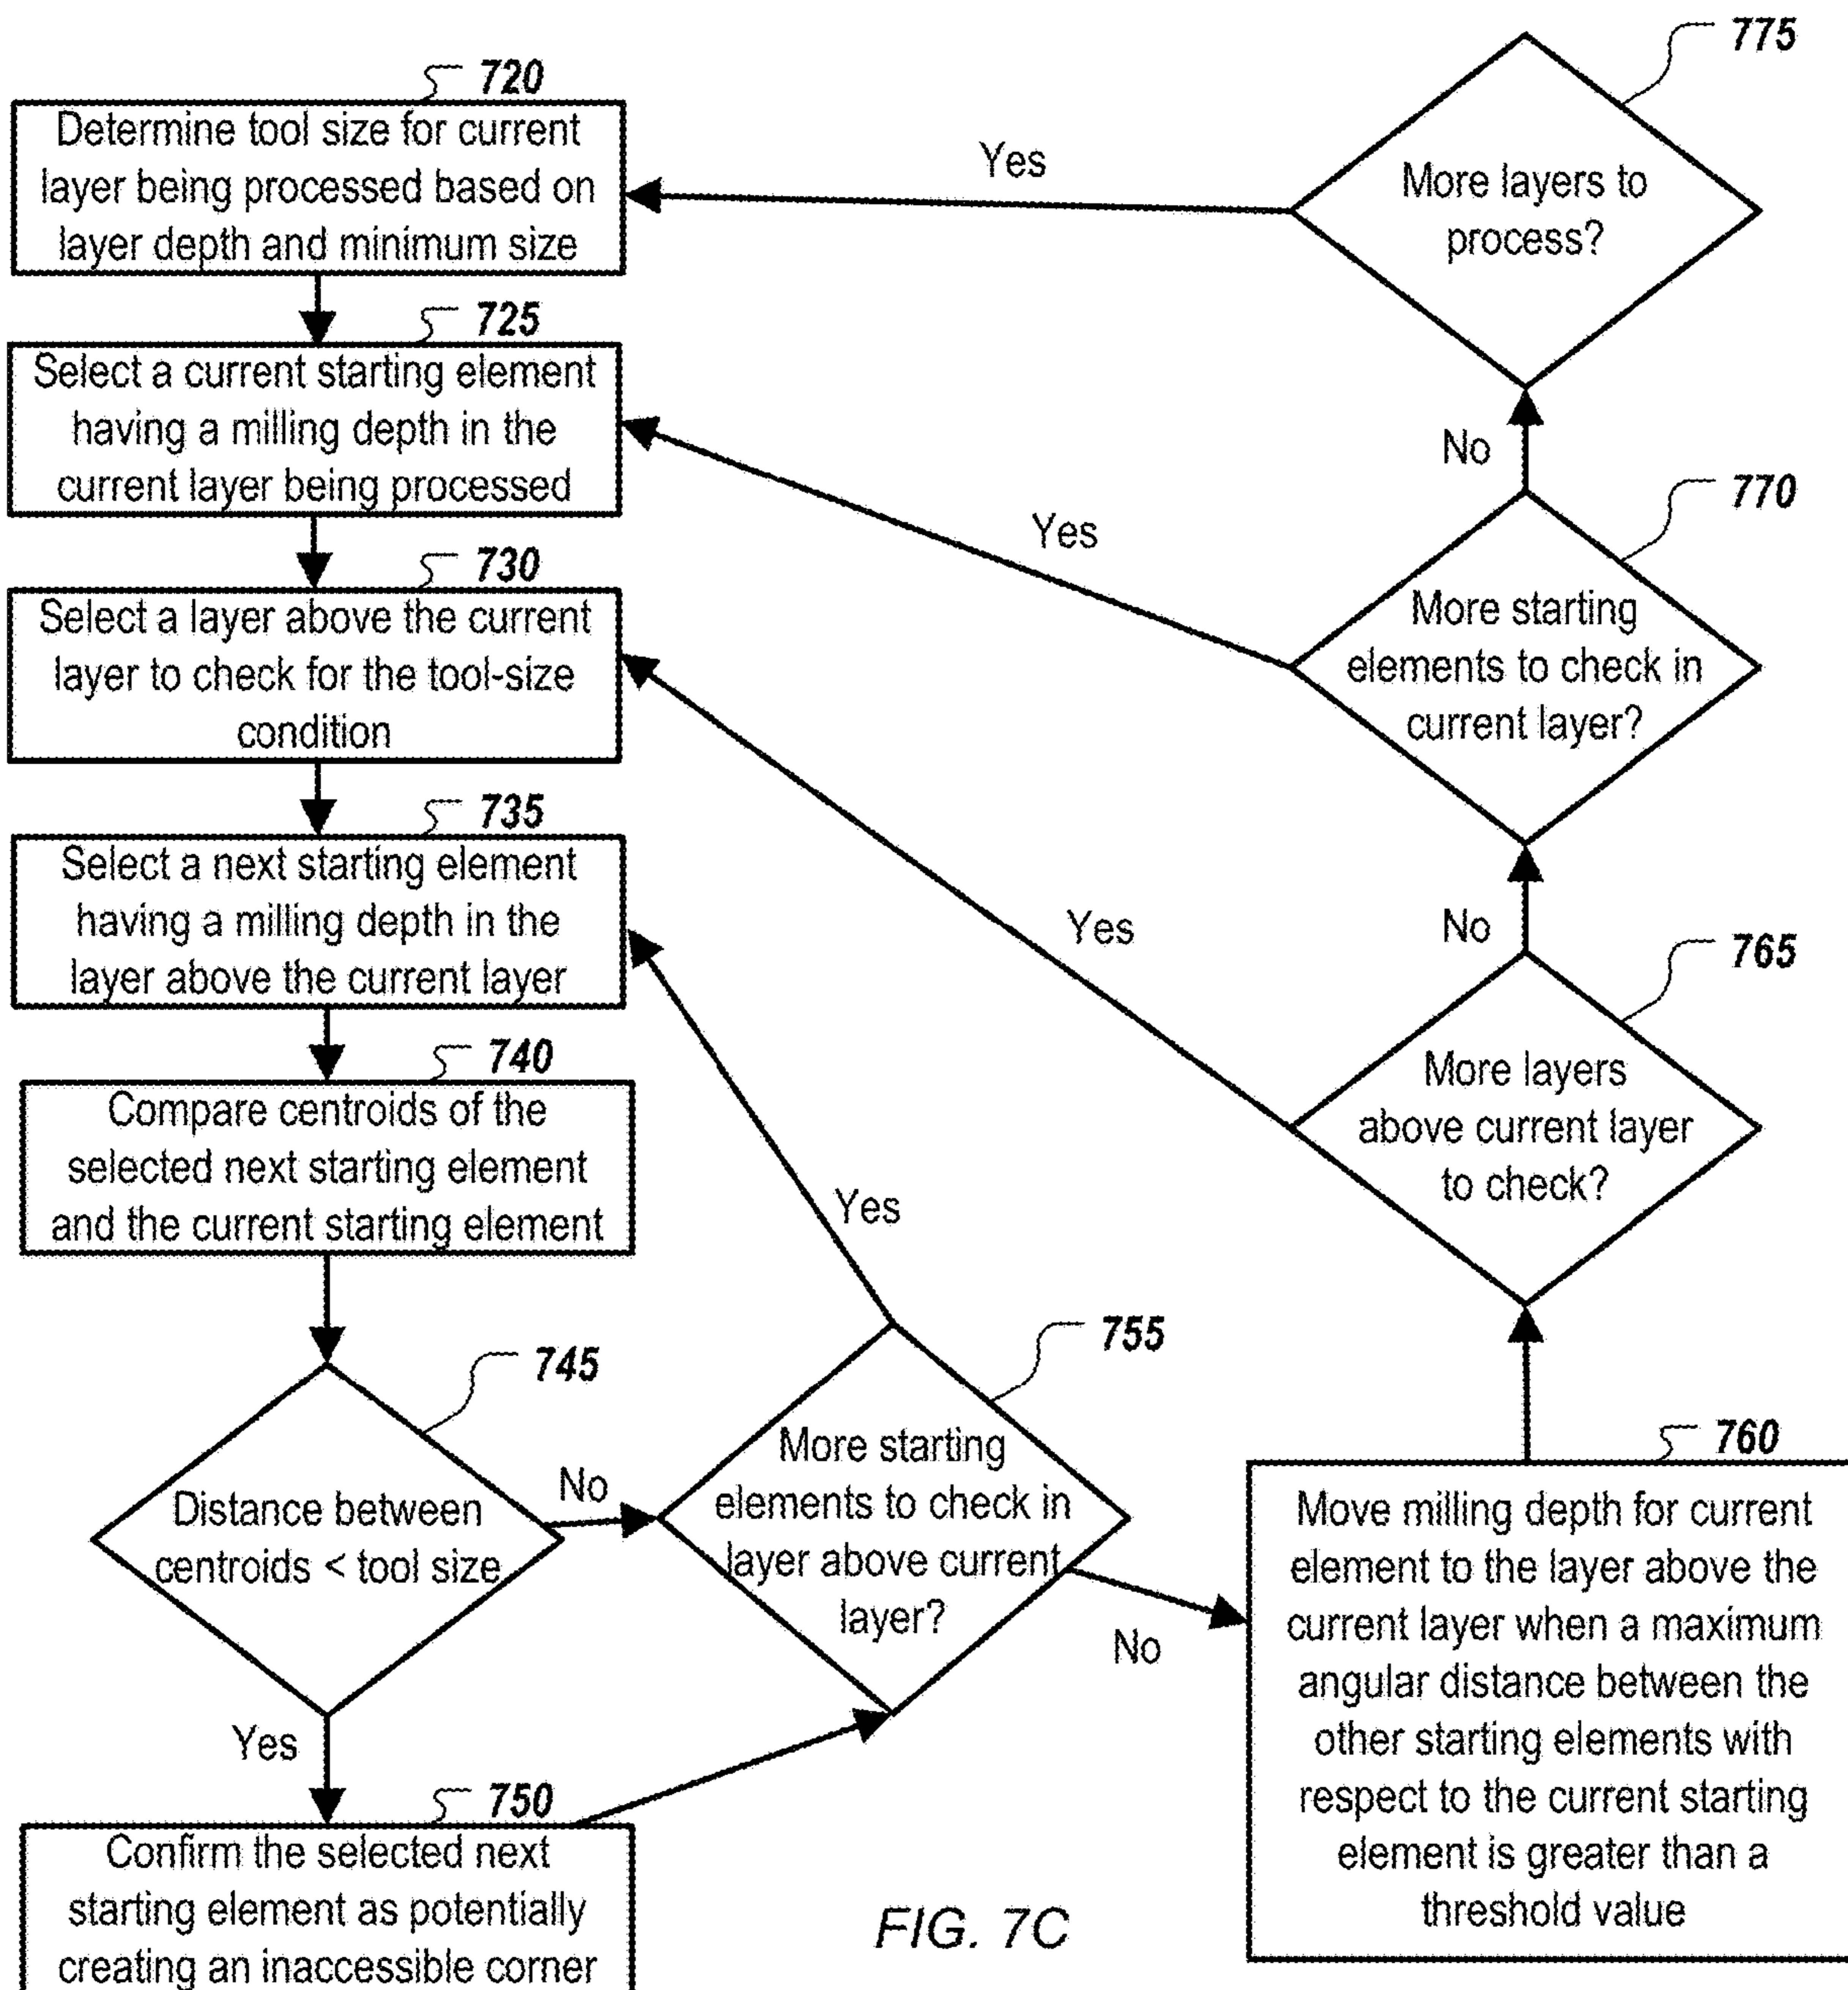 720
Determine tool size for current
layer being processed based on
layer depth and minimum size
725
Select a current starting element
having a milling depth in the
current layer being processed
730
Select a layer above the current
layer to check for the tool-size
condition
735
Select a next starting element
having a milling depth in the
layer above the current layer
740
Compare centroids of the
selected next starting element
and the current starting element
745
Distance between
centroids < tool size
No
Yes
750
Confirm the selected next
starting element as potentially
creating an inaccessible corner
755
More starting
elements to check in
layer above current
layer?
Yes
No
760
Move milling depth for current
element to the layer above the
current layer when a maximum
angular distance between the
other starting elements with
respect to the current starting
element is greater than a
threshold value
765
More layers
above current layer
to check?
Yes
No
770
More starting
elements to check in
current layer?
Yes
No
775
More layers to
process?
Yes
FIG. 7C